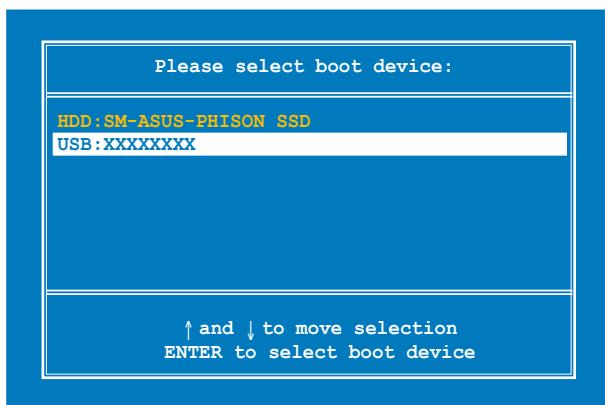 Please select boot device:
HDD:SM-ASUS-PHISON SSD
USB:XXXXXXXX
↑ and ↓ to move selection
ENTER to select boot device